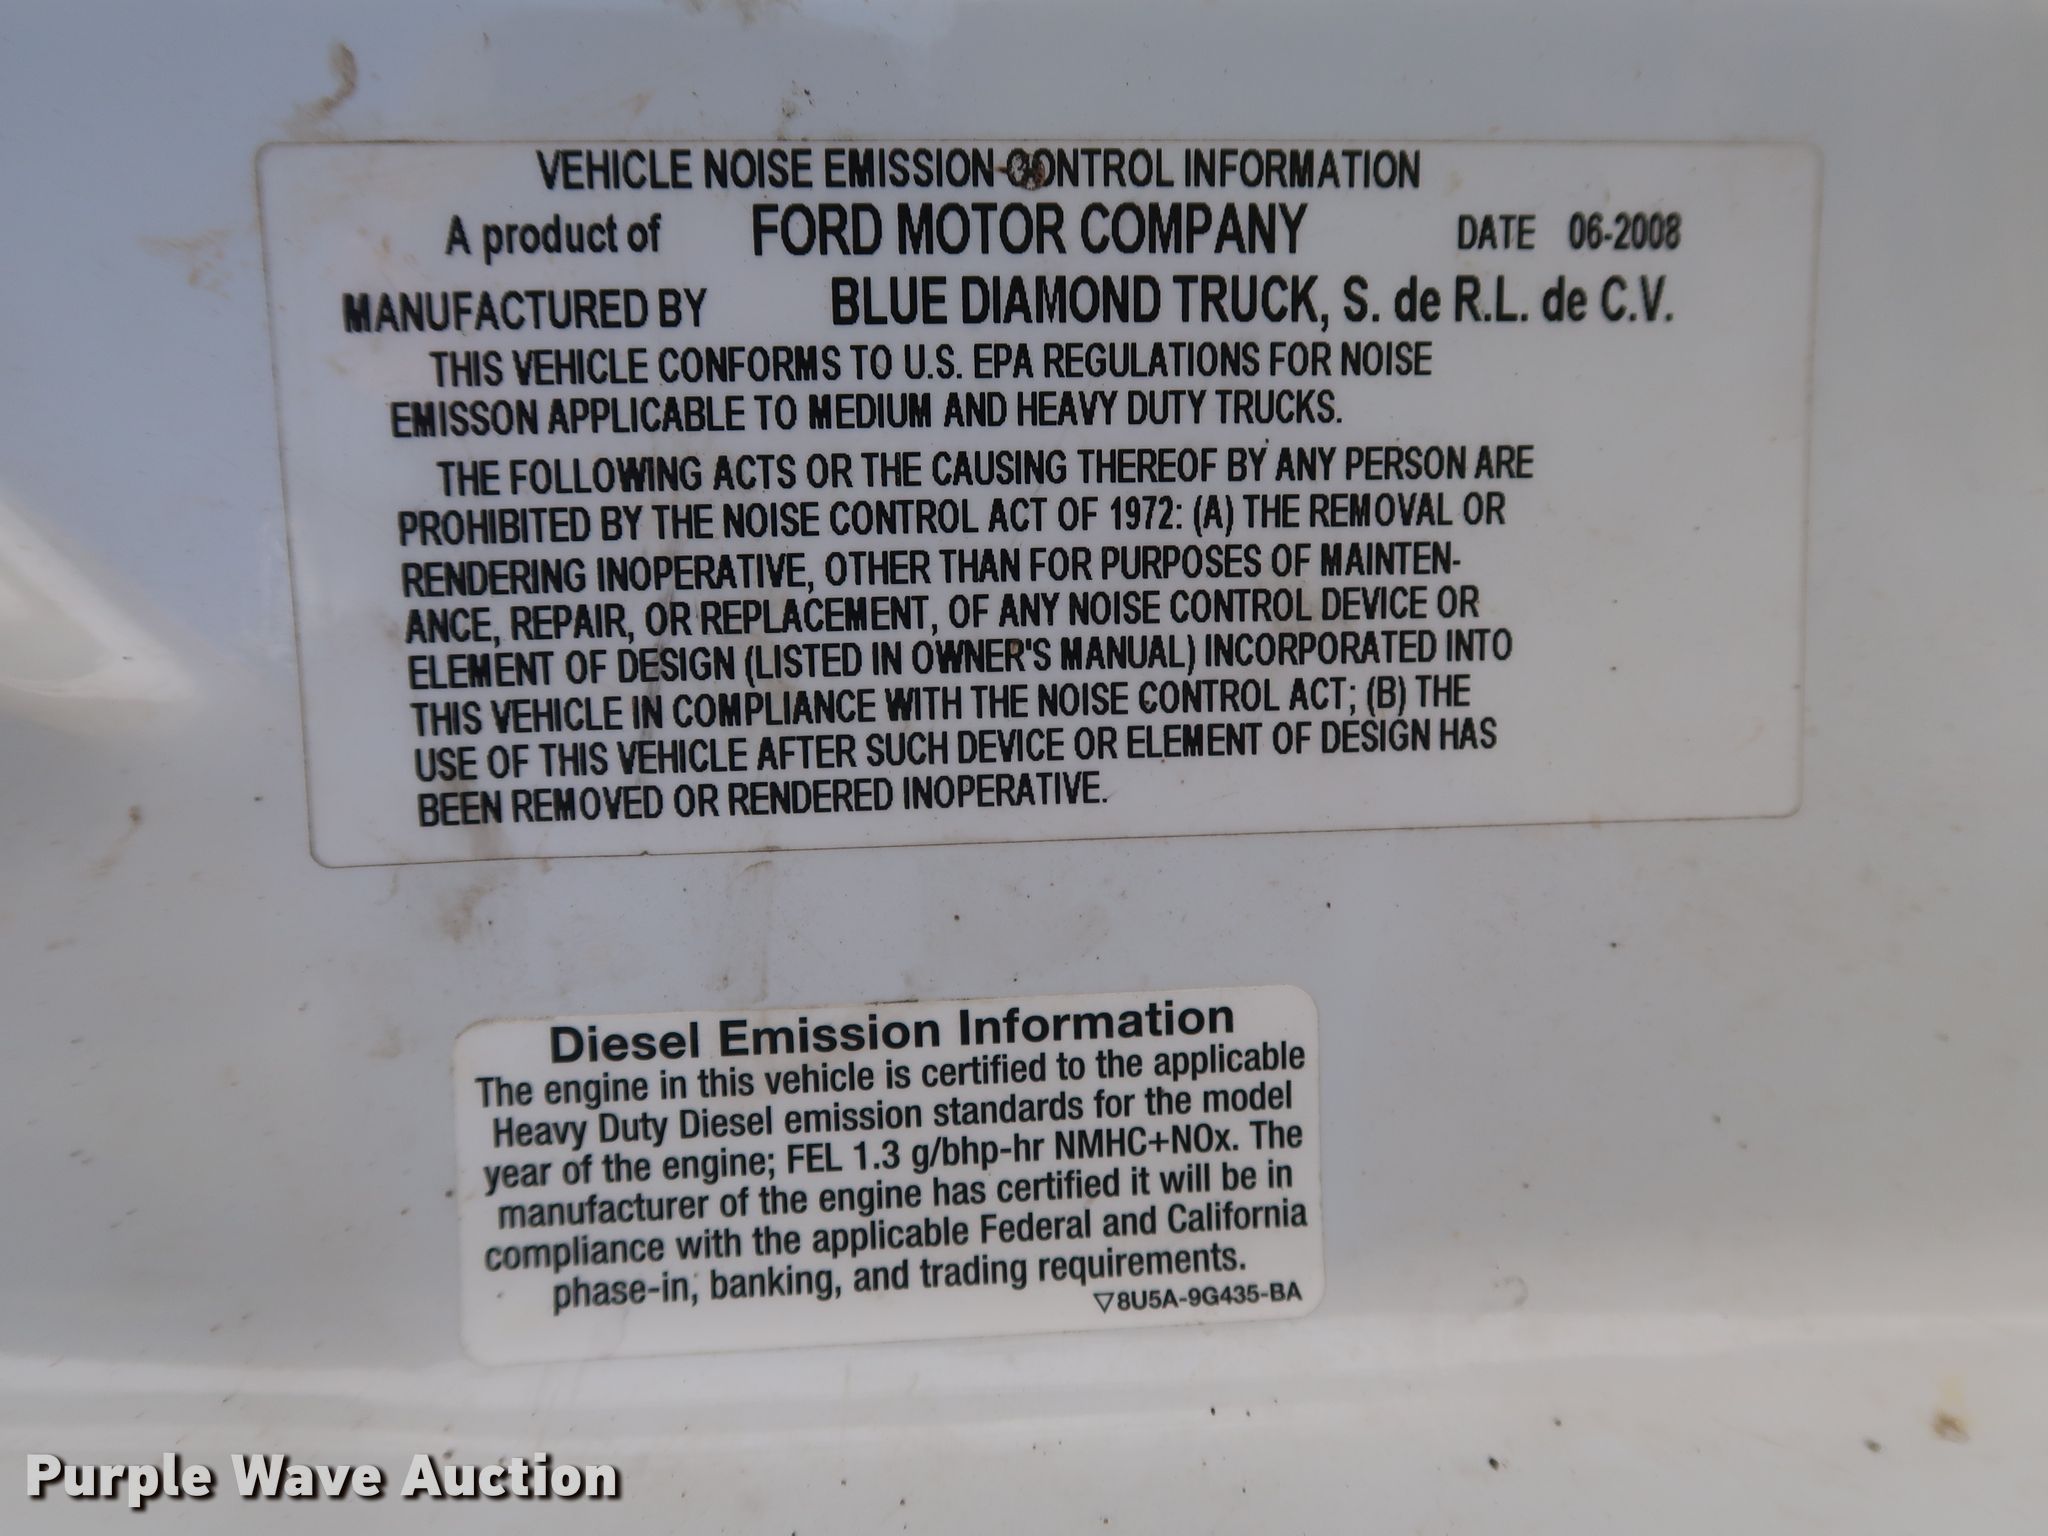 VEHICLE NOISE EMISSION CONTROL INFORMATION
A product of FORD MOTOR COMPANY DATE 06-2008
MANUFACTURED BY BLUE DIAMOND TRUCK, S. de R.L. de C.V.
THIS VEHICLE CONFORMS TO U.S. EPA REGULATIONS FOR NOISE
EMISSON APPLICABLE TO MEDIUM AND HEAVY DUTY TRUCKS.
THE FOLLOWING ACTS OR THE CAUSING THEREOF BY ANY PERSON ARE
PROHIBITED BY THE NOISE CONTROL ACT OF 1972: (A) THE REMOVAL OR
RENDERING INOPERATIVE, OTHER THAN FOR PURPOSES OF MAINTEN-
ANCE, REPAIR, OR REPLACEMENT, OF ANY NOISE CONTROL DEVICE OR
ELEMENT OF DESIGN (LISTED IN OWNER'S MANUAL) INCORPORATED INTO
THIS VEHICLE IN COMPLIANCE WITH THE NOISE CONTROL ACT; (B) THE
USE OF THIS VEHICLE AFTER SUCH DEVICE OR ELEMENT OF DESIGN HAS
BEEN REMOVED OR RENDERED INOPERATIVE.
Diesel Emission Information
The engine in this vehicle is certified to the applicable
Heavy Duty Diesel emission standards for the model
year of the engine; FEL 1.3 g/bhp-hr NMHC+NOx. The
manufacturer of the engine has certified it will be in
compliance with the applicable Federal and California
phase-in, banking, and trading requirements.
▽8U5A-9G435-BA
Purple Wave Auction